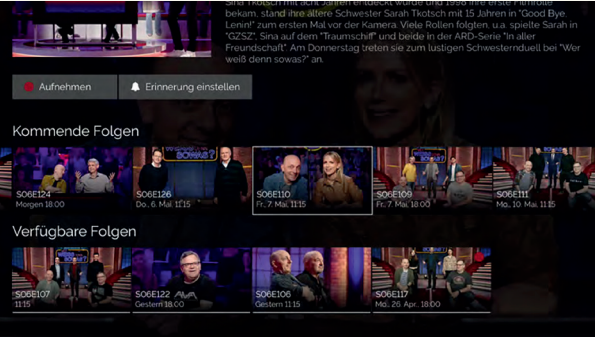 Sina Tkotsch mit acht Jahren entdeckt wurde und 1998 ihre erste Filmrolle
bekam, stand ihre ältere Schwester Sarah Tkotsch mit 15 Jahren in "Good Bye,
Lenin!" zum ersten Mal vor der Kamera. Viele Rollen folgten, u.a. spielte Sarah in
"GZSZ", Sina auf dem "Traumschiff" und beide in der ARD-Serie "In aller
Freundschaft". Am Donnerstag treten sie zum lustigen Schwesternduell bei "Wer
weiß denn sowas?" an.
Aufnehmen
Erinnerung einstellen
Kommende Folgen
S06E124
Morgen 18:00
S06E126
Do., 6. Mai, 11:15
S06E110
Fr., 7. Mai, 11:15
S06E109
Fr., 7. Mai, 18:00
S06E111
Mo., 10. Mai, 11:15
Verfügbare Folgen
S06E107
11:15
S06E122
Gestern 18:00
S06E106
Gestern 11:15
S06E117
Mo., 26. Apr., 18:00